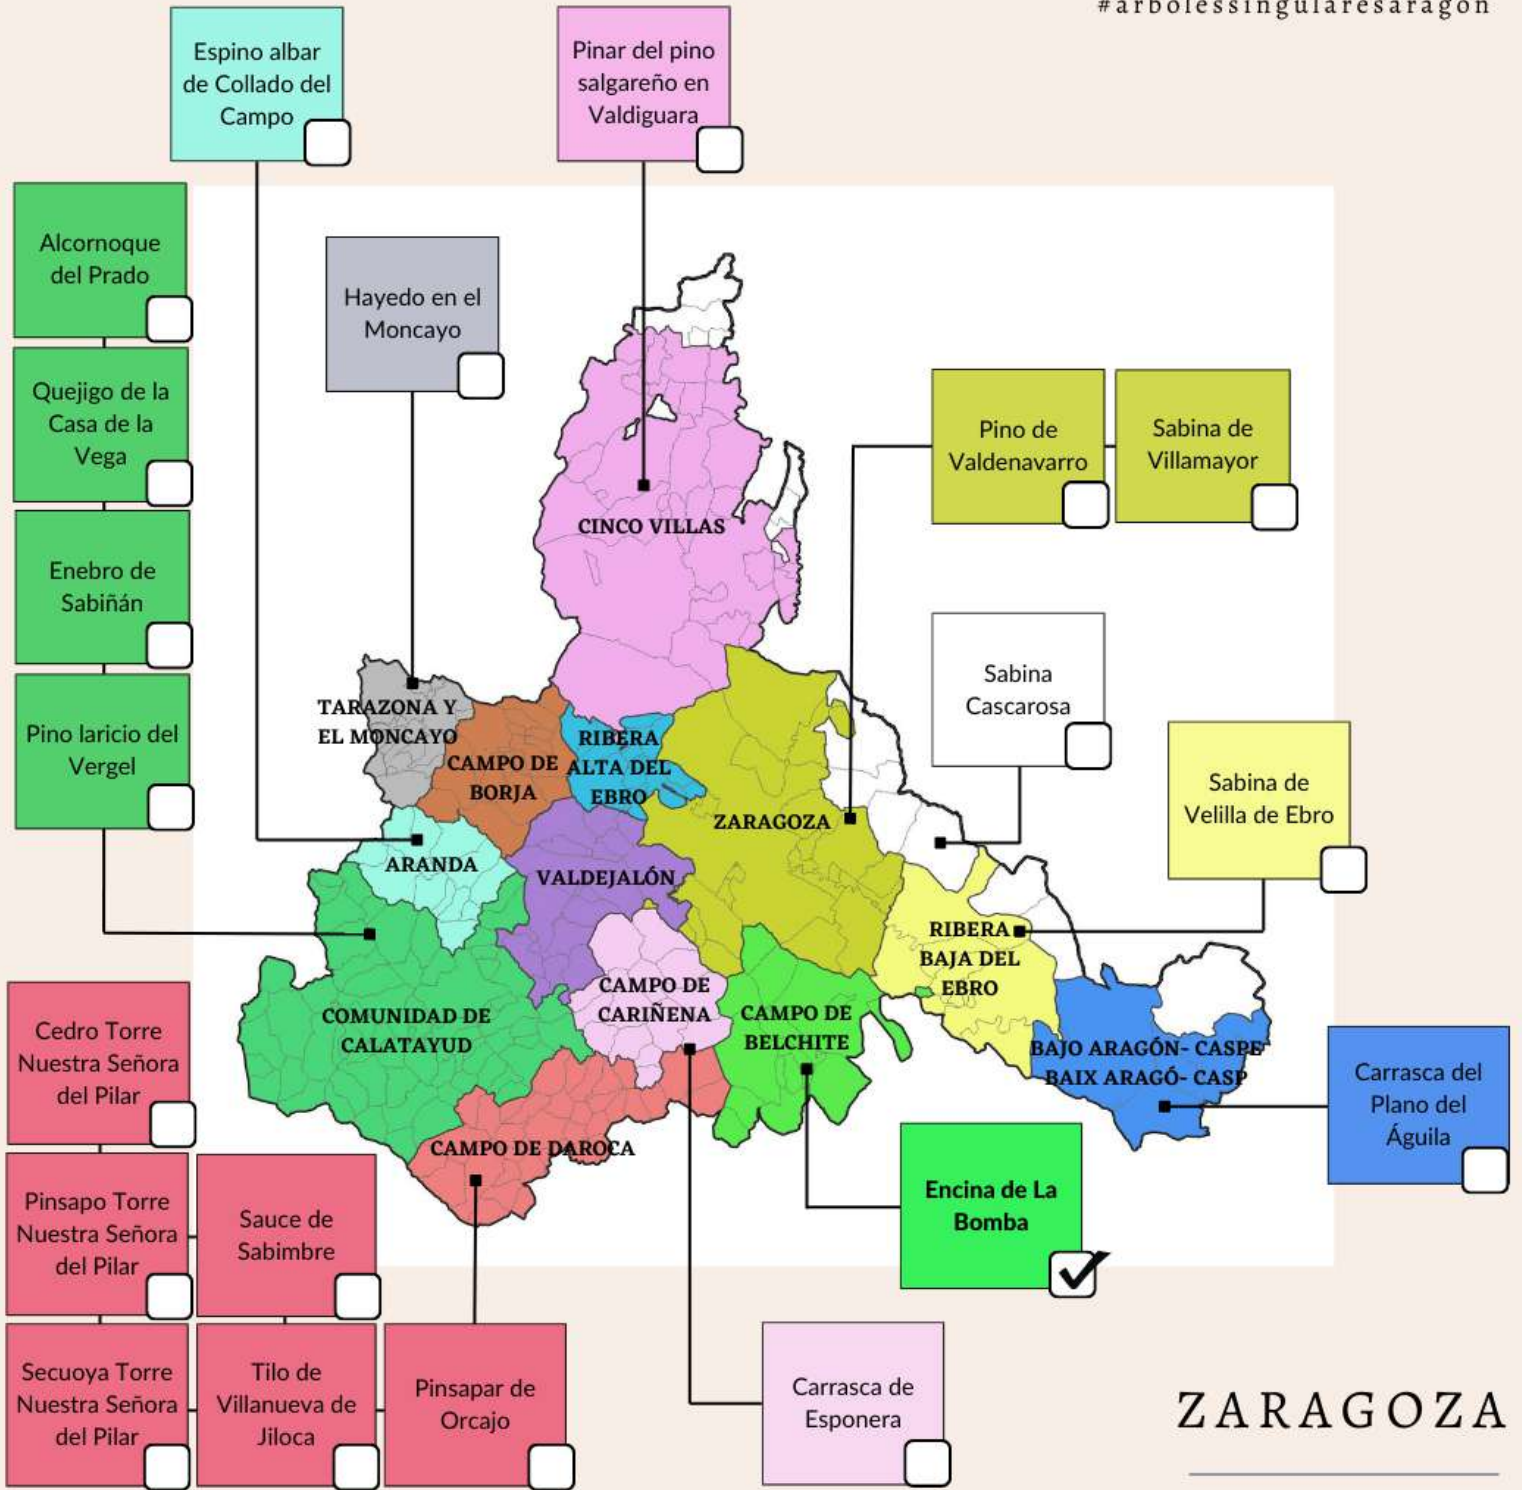 #arbolessingularesaragon
Espino albar
de Collado del
Campo
Pinar del pino
salgareño en
Valdiguara
Alcornoque
del Prado
Hayedo en el
Moncayo
Quejigo de la
Casa de la
Vega
Pino de
Valdenavarro
Sabina de
Villamayor
CINCO VILLAS
Enebro de
Sabiñán
Sabina
Cascarosa
Pino laricio del
Vergel
TARAZONA Y
EL MONCAYO
CAMPO DE
BORJA
RIBERA
ALTA DEL
EBRO
ZARAGOZA
Sabina de
Velilla de Ebro
ARANDA
VALDEJALÓN
RIBERA
BAJA DEL
EBRO
COMUNIDAD DE
CALATAYUD
CAMPO DE
CARIÑENA
CAMPO DE
BELCHITE
BAJO ARAGÓN- CASPE
BAIX ARAGÓ- CASP
Cedro Torre
Nuestra Señora
del Pilar
Carrasca del
Plano del
Águila
CAMPO DE DAROCA
Pinsapo Torre
Nuestra Señora
del Pilar
Sauce de
Sabimbre
Encina de La
Bomba
Secuoya Torre
Nuestra Señora
del Pilar
Tilo de
Villanueva de
Jiloca
Pinsapar de
Orcajo
Carrasca de
Esponera
ZARAGOZA